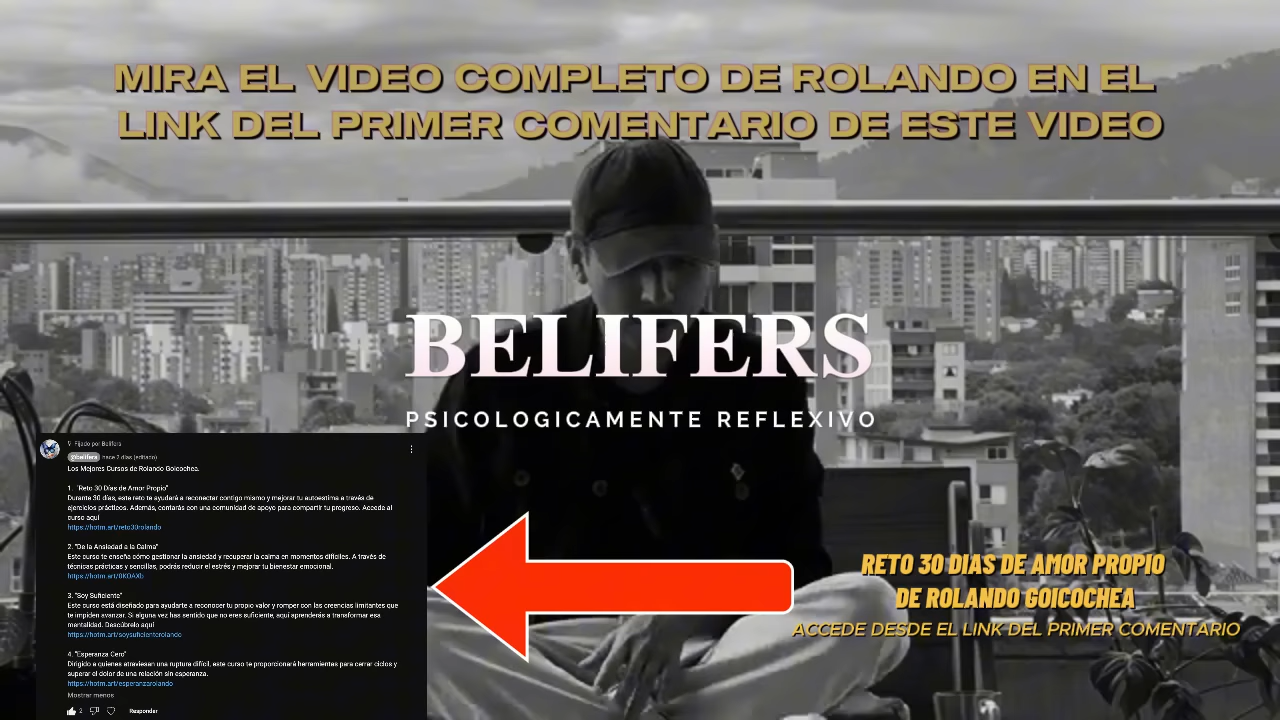 MIRA EL VIDEO COMPLETO DE ROLANDO EN EL
LINK DEL PRIMER COMENTARIO DE ESTE VIDEO
BELIFERS
PSICOLOGICAMENTE REFLEXIVO
Fijado por Belifers
@belifers hace 2 días (editado)
Los Mejores Cursos de Rolando Goicochea.
1. "Reto 30 Días de Amor Propio"
Durante 30 días, este reto te ayudará a reconectar contigo mismo y mejorar tu autoestima a través de
ejercicios prácticos. Además, contarás con una comunidad de apoyo para compartir tu progreso. Accede al
curso aquí
https://hotm.art/reto30rolando
2. "De la Ansiedad a la Calma"
Este curso te enseña cómo gestionar la ansiedad y recuperar la calma en momentos difíciles. A través de
técnicas prácticas y sencillas, podrás reducir el estrés y mejorar tu bienestar emocional.
https://hotm.art/0KOAXb
3. "Soy Suficiente"
Este curso está diseñado para ayudarte a reconocer tu propio valor y romper con las creencias limitantes que
te impiden avanzar. Si alguna vez has sentido que no eres suficiente, aquí aprenderás a transformar esa
mentalidad. Descúbrelo aquí
https://hotm.art/soysuficienterolando
4. "Esperanza Cero"
Dirigido a quienes atraviesan una ruptura difícil, este curso te proporcionará herramientas para cerrar ciclos y
superar el dolor de una relación sin esperanza.
https://hotm.art/esperanzarolando
Mostrar menos
2 Responder
RETO 30 DIAS DE AMOR PROPIO
DE ROLANDO GOICOCHEA
ACCEDE DESDE EL LINK DEL PRIMER COMENTARIO